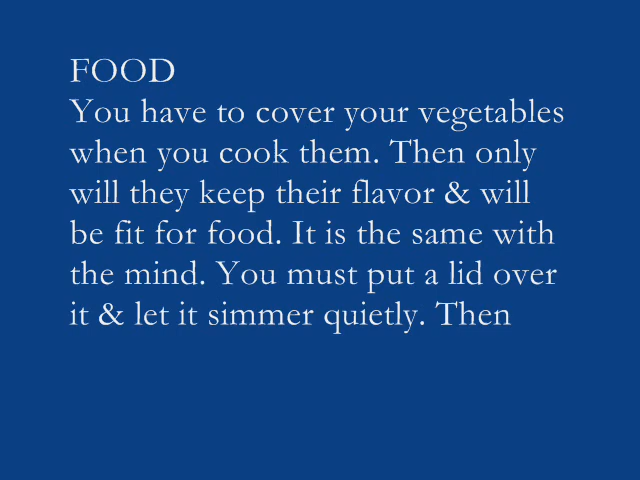 FOOD
You have to cover your vegetables
when you cook them. Then only
will they keep their flavor & will
be fit for food. It is the same with
the mind. You must put a lid over
it & let it simmer quietly. Then